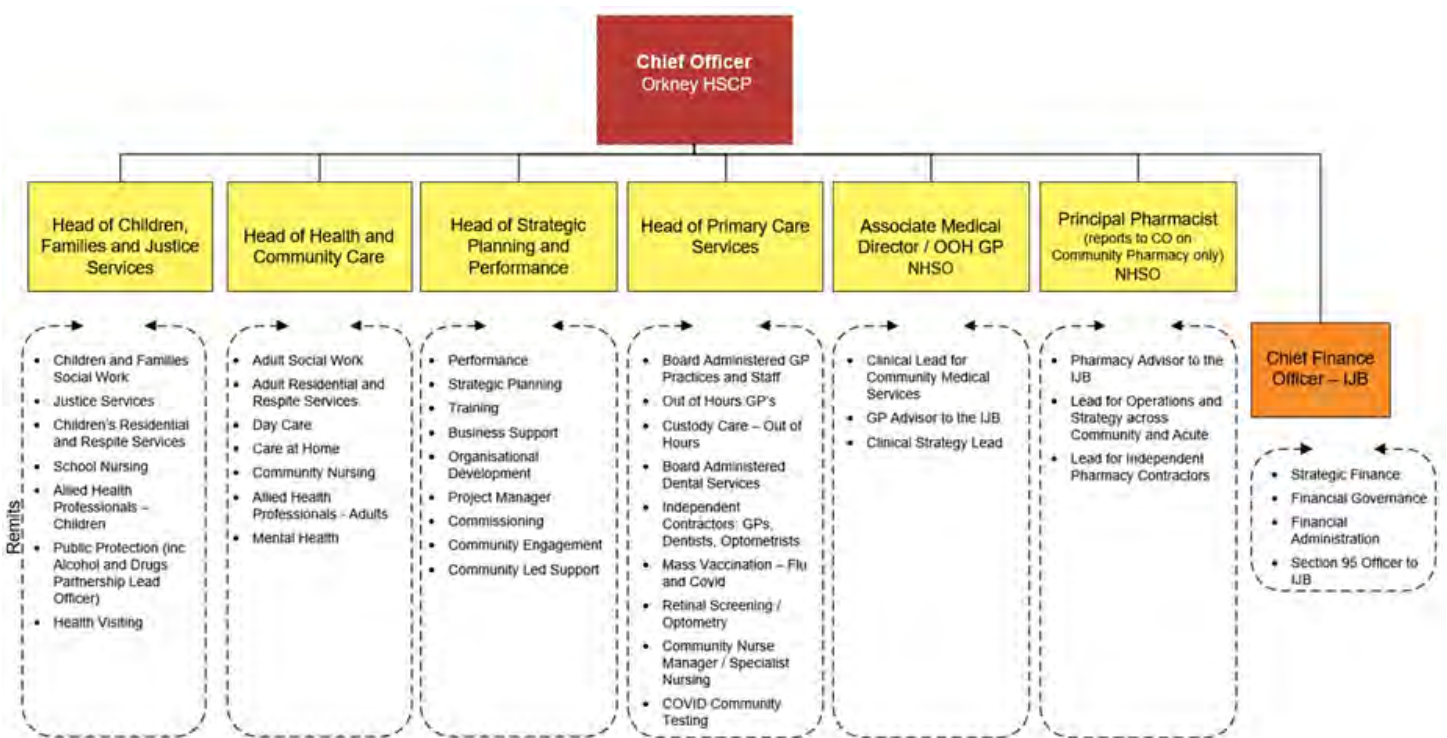 Chief Officer
Orkney HSCP
Head of Children,
Families and Justice
Services
Head of Health and
Community Care
Head of Strategic
Planning and
Performance
Head of Primary Care
Services
Associate Medical
Director / OOH GP
NHSO
Principal Pharmacist
(reports to CO on
Community Pharmacy only)
NHSO
Chief Finance
Officer – IJB
Remits
• Children and Families
Social Work
• Justice Services
• Children's Residential
and Respite Services
• School Nursing
• Allied Health
Professionals –
Children
• Public Protection (inc
Alcohol and Drugs
Partnership Lead
Officer)
• Health Visiting
• Adult Social Work
• Adult Residential and
Respite Services
• Day Care
• Care at Home
• Community Nursing
• Allied Health
Professionals - Adults
• Mental Health
• Performance
• Strategic Planning
• Training
• Business Support
• Organisational
Development
• Project Manager
• Commissioning
• Community Engagement
• Community Led Support
• Board Administered GP
Practices and Staff
• Out of Hours GP's
• Custody Care – Out of
Hours
• Board Administered
Dental Services
• Independent
Contractors: GPs,
Dentists, Optometrists
• Mass Vaccination – Flu
and Covid
• Retinal Screening /
Optometry
• Community Nurse
Manager / Specialist
Nursing
• COVID Community
Testing
• Clinical Lead for
Community Medical
Services
• GP Advisor to the IJB
• Clinical Strategy Lead
• Pharmacy Advisor to the
IJB
• Lead for Operations and
Strategy across
Community and Acute
• Lead for Independent
Pharmacy Contractors
• Strategic Finance
• Financial Governance
• Financial
Administration
• Section 95 Officer to
IJB